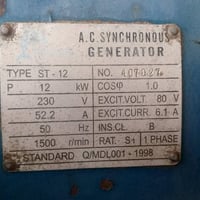 A.C.SYNCHRONOUS
GENERATOR
TYPE ST-12 NO.
P 12 kW COSφ 1.0
230 V EXCIT.VOLT. 80 V
52.2 A EXCIT.CURR. 6.1 A
50 Hz INS.CL. B
1500 r/min RAT. S1 1 PHASE
STANDARD Q/MDL001-1998